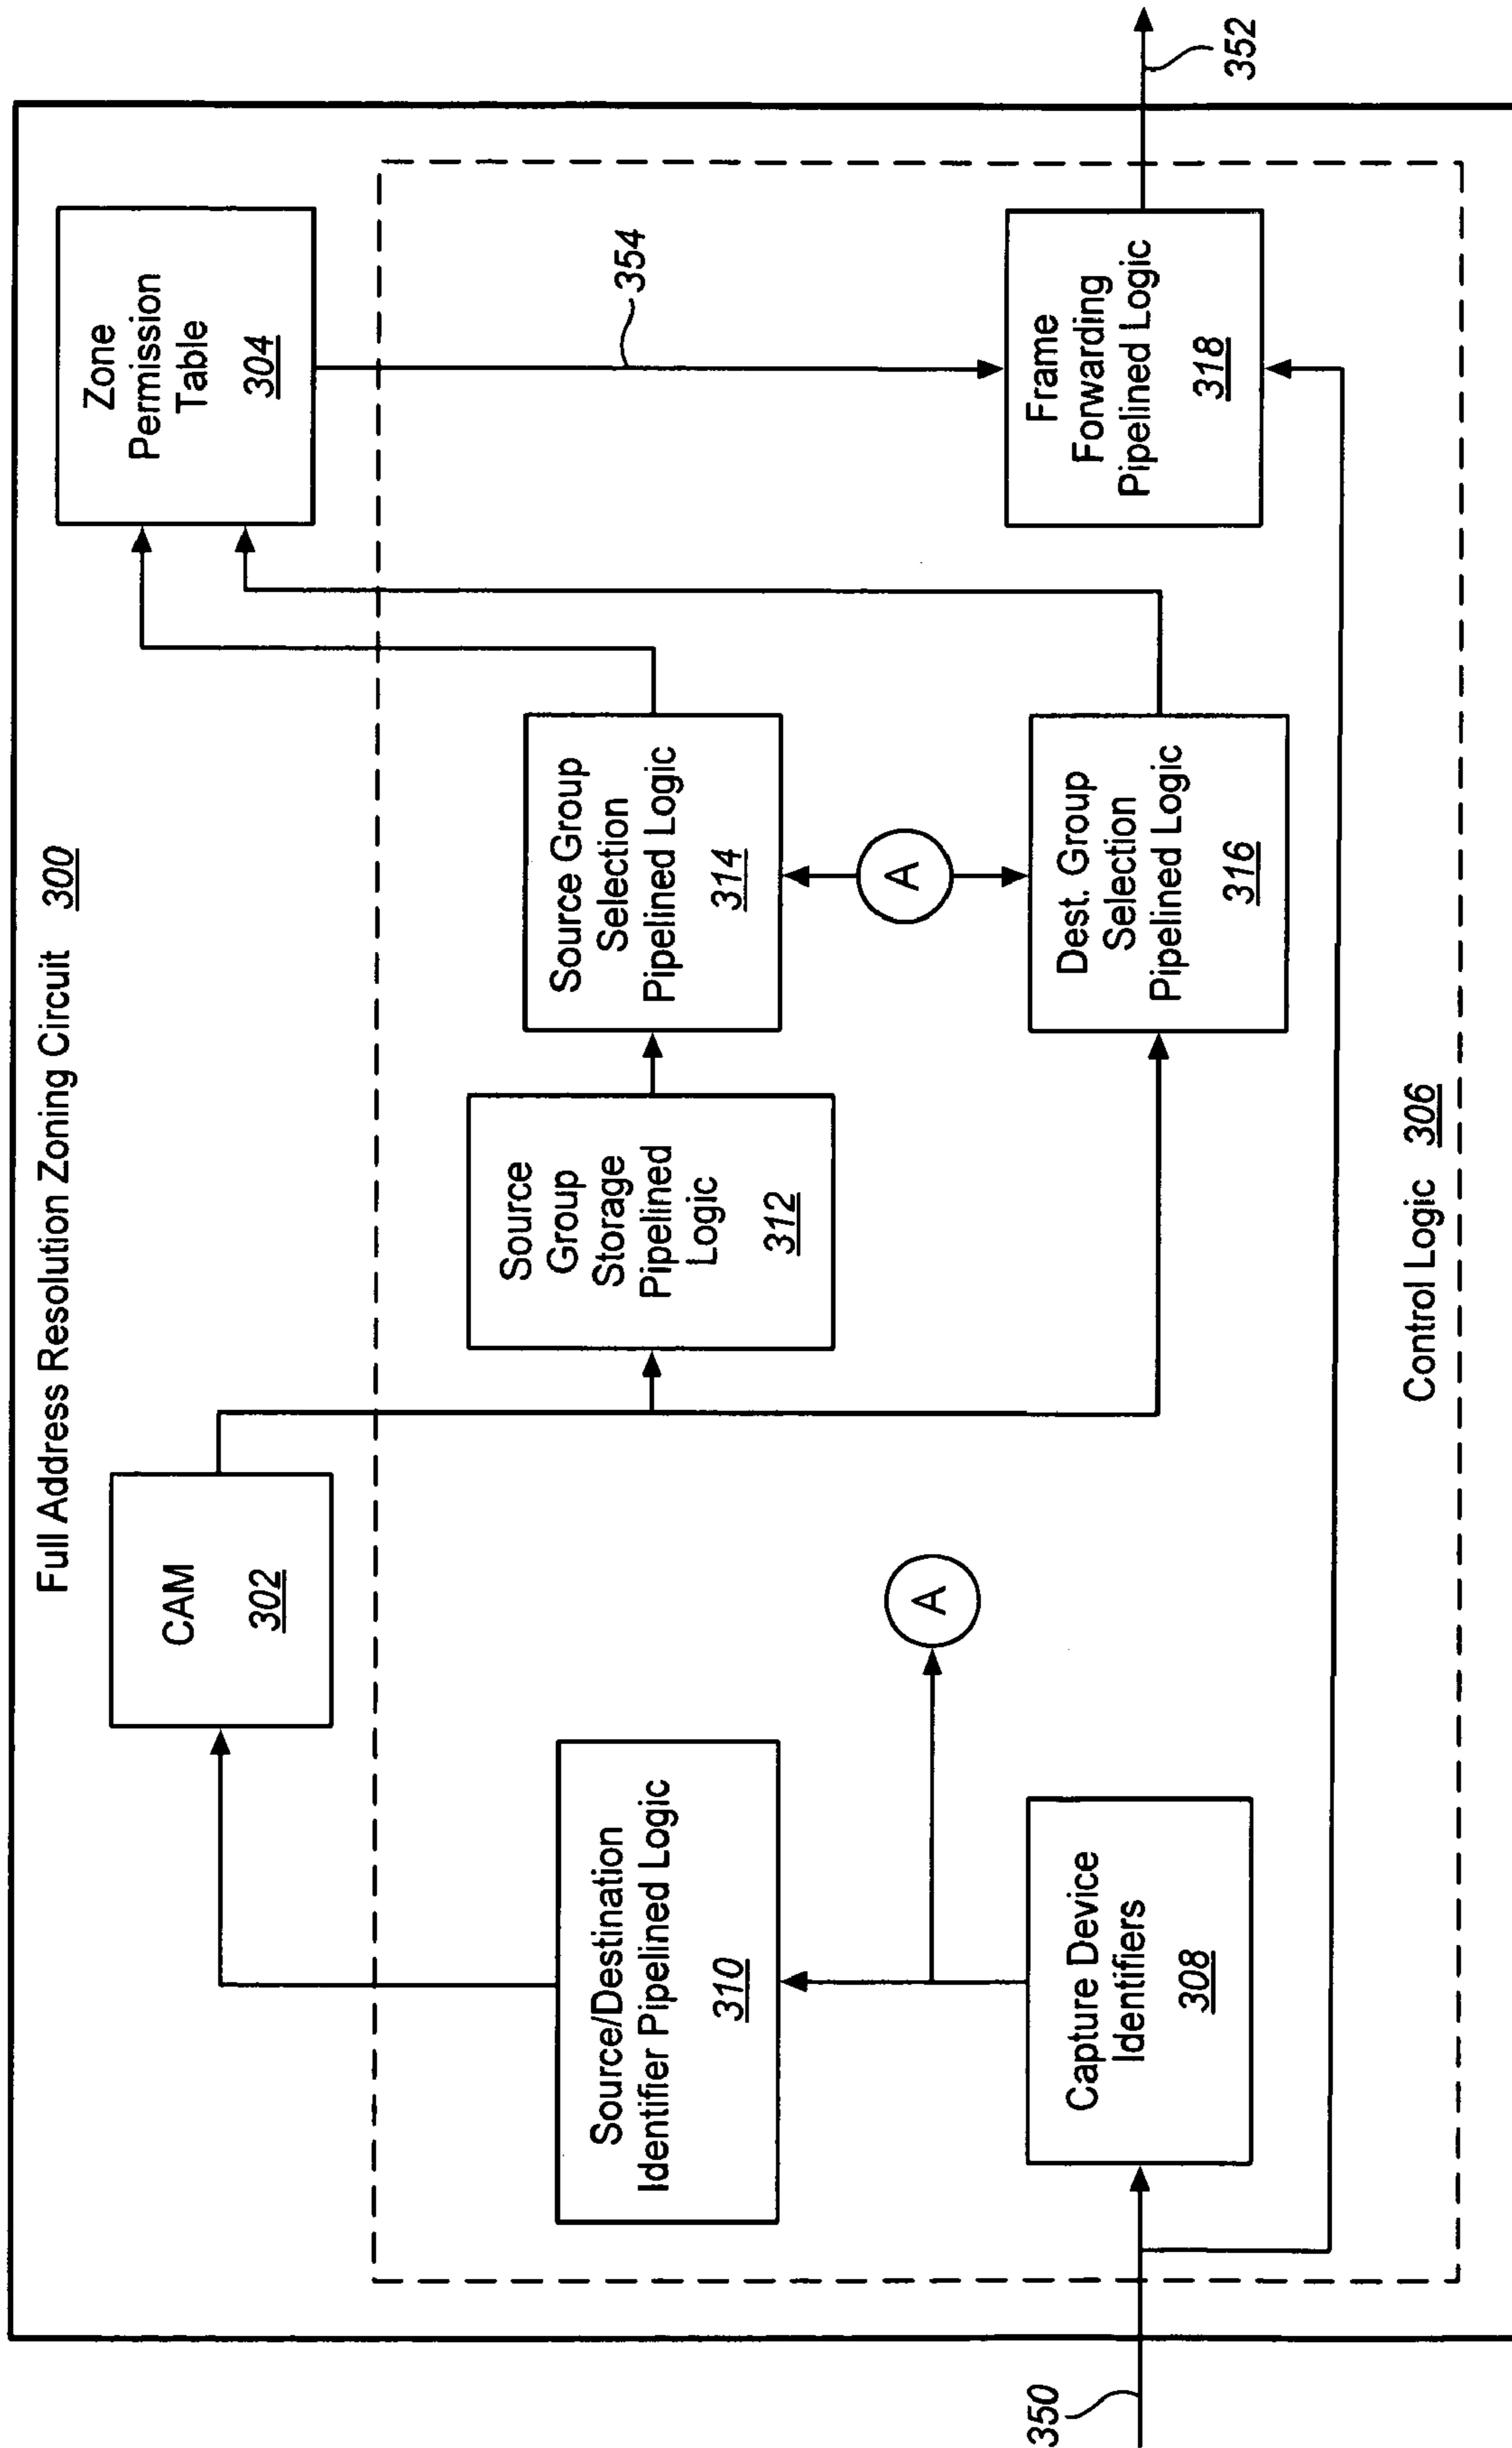 Full Address Resolution Zoning Circuit 300
CAM
302
Zone
Permission
Table
304
354
Source/Destination
Identifier Pipelined Logic
310
Source
Group
Storage
Pipelined
Logic
312
Source Group
Selection
Pipelined Logic
314
A
A
Capture Device
Identifiers
308
Dest. Group
Selection
Pipelined Logic
316
Frame
Forwarding
Pipelined Logic
318
350
352
Control Logic 306